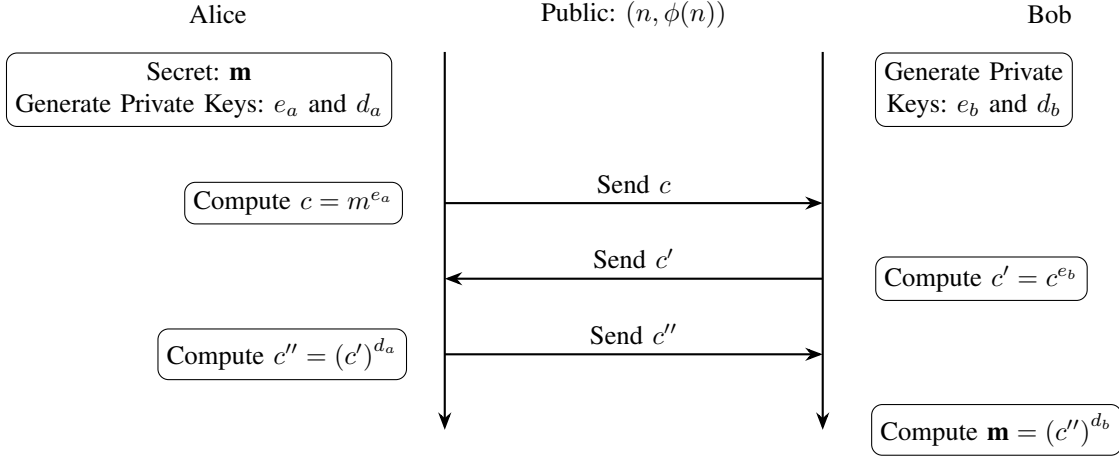 Alice
Public: (n, ϕ(n))
Bob
Secret: m
Generate Private Keys: e_a and d_a
Generate Private
Keys: e_b and d_b
Compute c = m^{e_a}
Send c
Send c′
Compute c′ = c^{e_b}
Compute c′′ = (c′)^{d_a}
Send c′′
Compute m = (c′′)^{d_b}